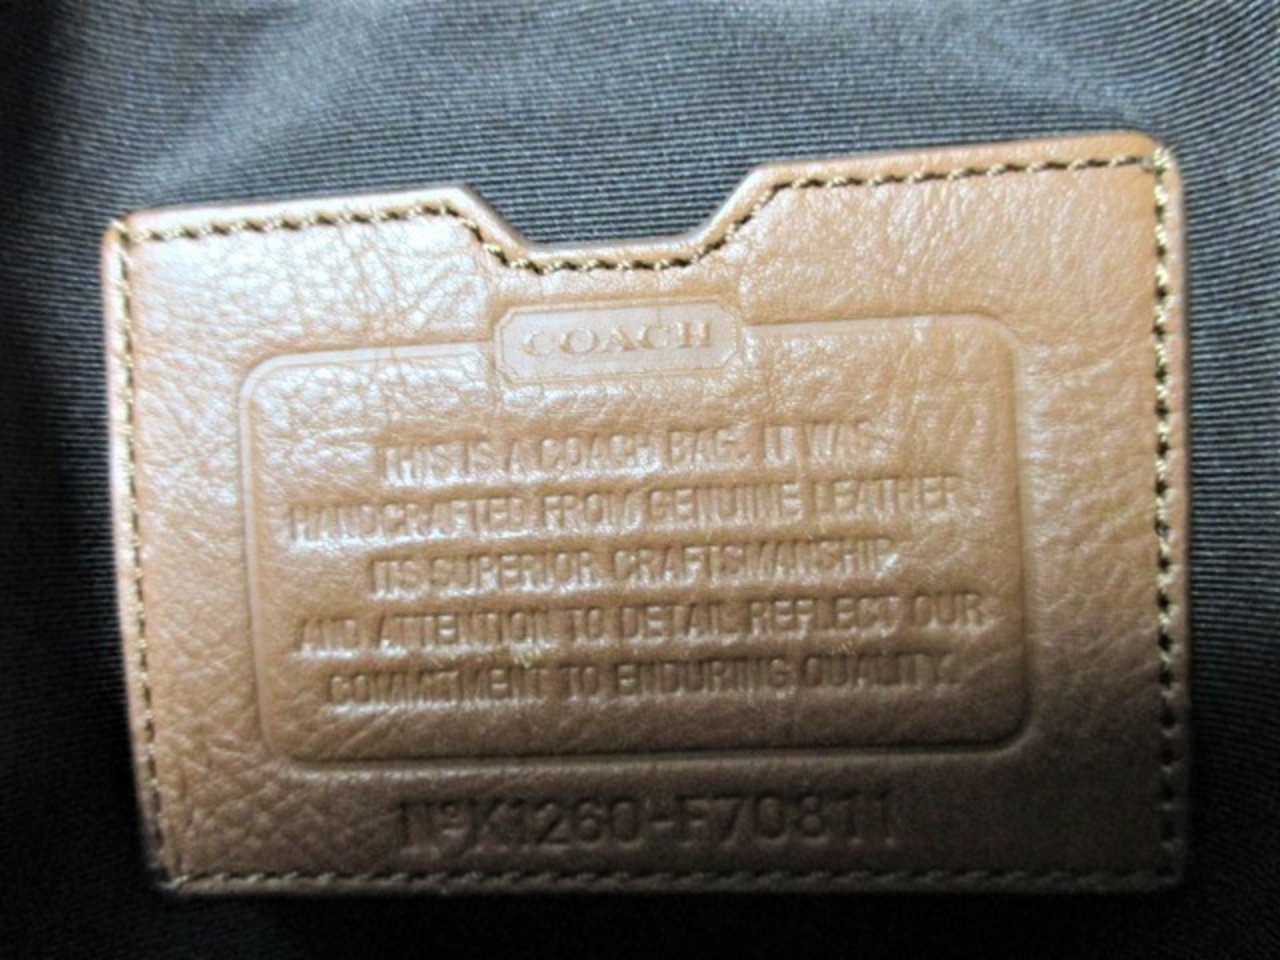 COACH
THIS IS A COACH BAG. IT WAS
HANDCRAFTED FROM GENUINE LEATHER.
ITS SUPERIOR CRAFTSMANSHIP
AND ATTENTION TO DETAIL REFLECT OUR
COMMITMENT TO ENDURING QUALITY.
Nº K1260-F70811